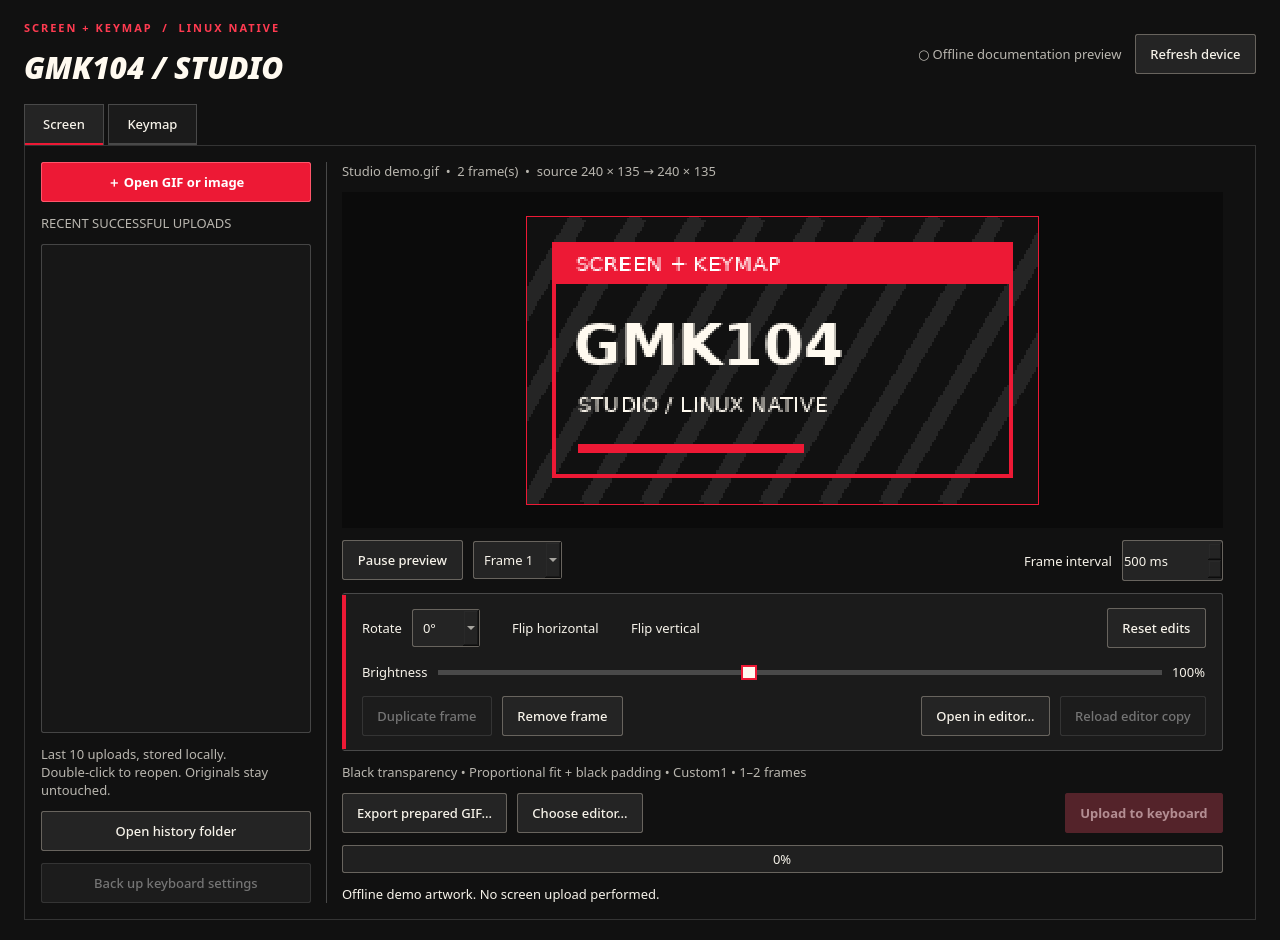 SCREEN + KEYMAP / LINUX NATIVE
GMK104 / STUDIO
○ Offline documentation preview
Refresh device
Screen
Keymap
+ Open GIF or image
RECENT SUCCESSFUL UPLOADS
Last 10 uploads, stored locally.
Double-click to reopen. Originals stay
untouched.
Open history folder
Back up keyboard settings
Studio demo.gif • 2 frame(s) • source 240 × 135 → 240 × 135
SCREEN + KEYMAP
GMK104
STUDIO / LINUX NATIVE
Pause preview
Frame 1
Frame interval
500 ms
Rotate
0°
Flip horizontal
Flip vertical
Reset edits
Brightness
100%
Duplicate frame
Remove frame
Open in editor...
Reload editor copy
Black transparency • Proportional fit + black padding • Custom1 • 1–2 frames
Export prepared GIF...
Choose editor...
Upload to keyboard
0%
Offline demo artwork. No screen upload performed.